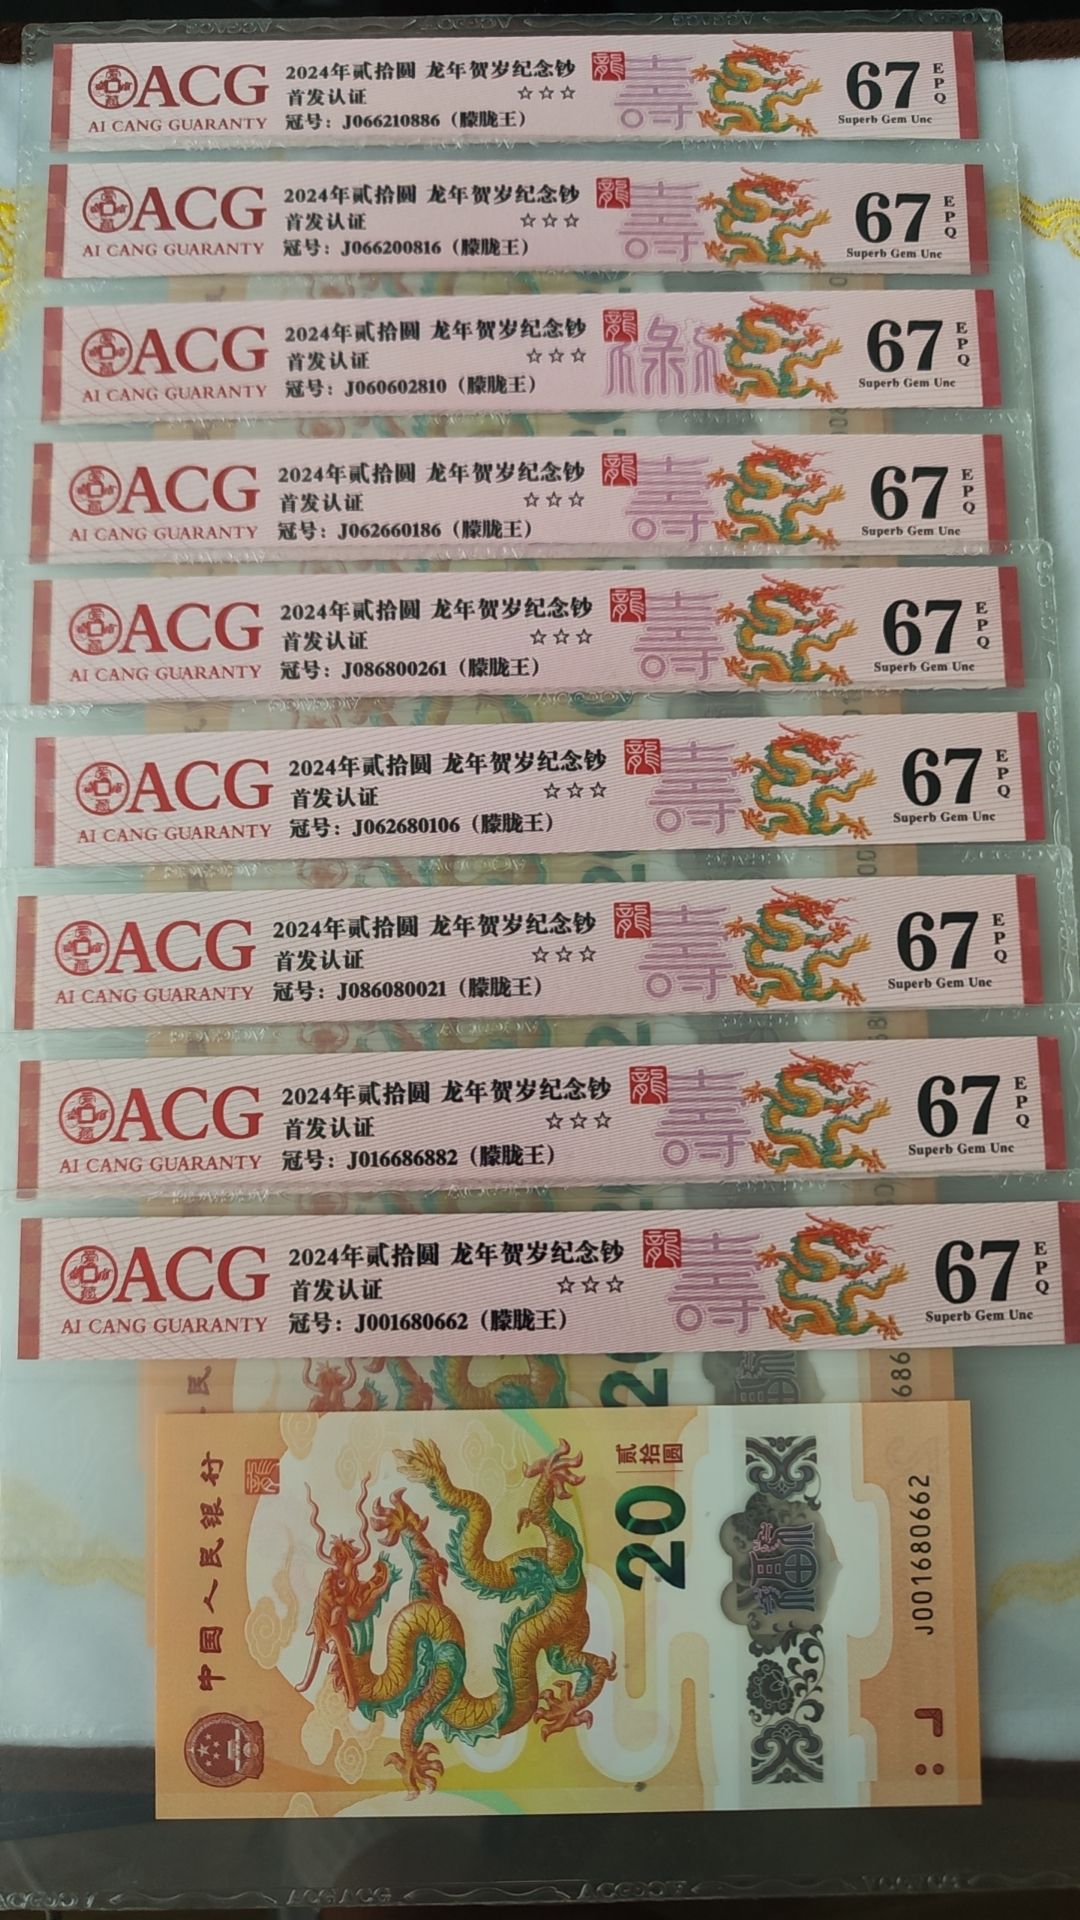 ACG
AI CANG GUARANTY
2024年贰拾圆 龙年贺岁纪念钞
首发认证 ☆☆☆
冠号：J066210886（朦胧王）
龍
壽
67
EPQ
Superb Gem Unc
ACG
AI CANG GUARANTY
2024年贰拾圆 龙年贺岁纪念钞
首发认证 ☆☆☆
冠号：J066200816（朦胧王）
龍
壽
67
EPQ
Superb Gem Unc
ACG
AI CANG GUARANTY
2024年贰拾圆 龙年贺岁纪念钞
首发认证 ☆☆☆
冠号：J060602810（朦胧王）
龍
67
EPQ
Superb Gem Unc
ACG
AI CANG GUARANTY
2024年贰拾圆 龙年贺岁纪念钞
首发认证 ☆☆☆
冠号：J062660186（朦胧王）
龍
壽
67
EPQ
Superb Gem Unc
ACG
AI CANG GUARANTY
2024年贰拾圆 龙年贺岁纪念钞
首发认证 ☆☆☆
冠号：J086800261（朦胧王）
龍
壽
67
EPQ
Superb Gem Unc
ACG
AI CANG GUARANTY
2024年贰拾圆 龙年贺岁纪念钞
首发认证 ☆☆☆
冠号：J062680106（朦胧王）
龍
壽
67
EPQ
Superb Gem Unc
ACG
AI CANG GUARANTY
2024年贰拾圆 龙年贺岁纪念钞
首发认证 ☆☆☆
冠号：J086080021（朦胧王）
龍
壽
67
EPQ
Superb Gem Unc
ACG
AI CANG GUARANTY
2024年贰拾圆 龙年贺岁纪念钞
首发认证 ☆☆☆
冠号：J016686882（朦胧王）
龍
壽
67
EPQ
Superb Gem Unc
ACG
AI CANG GUARANTY
2024年贰拾圆 龙年贺岁纪念钞
首发认证 ☆☆☆
冠号：J001680662（朦胧王）
龍
壽
67
EPQ
Superb Gem Unc
中国人民银行
20
贰拾圆
J001680662